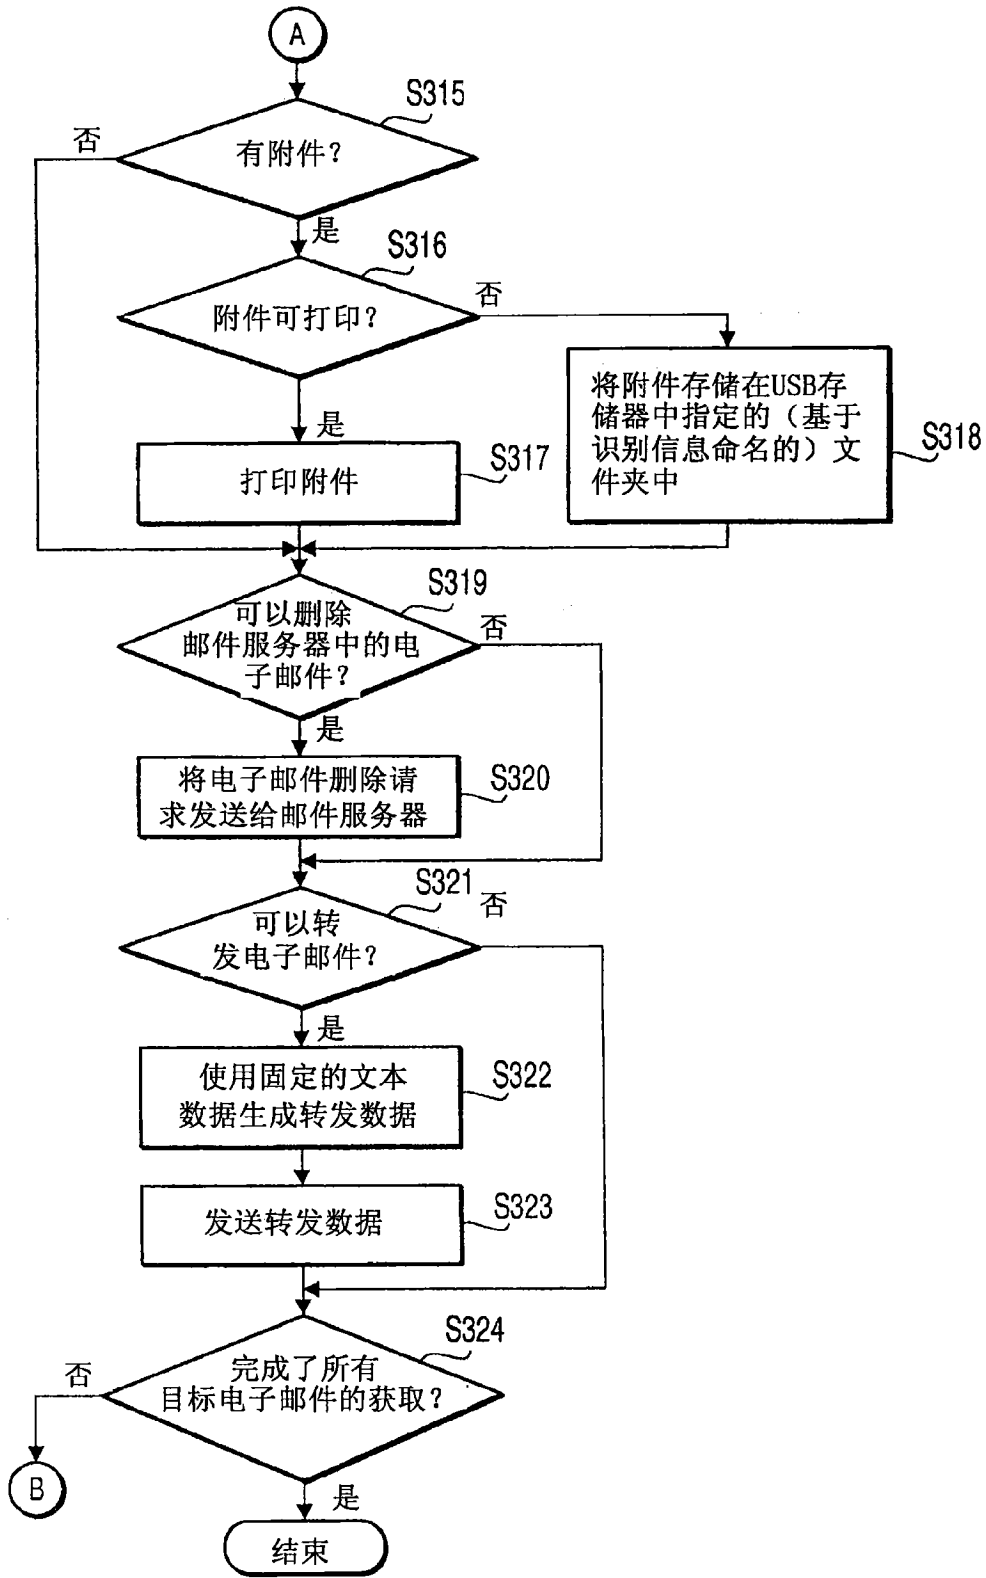 A
S315
否
有附件？
是
S316
否
附件可打印？
是
将附件存储在USB存
储器中指定的（基于
识别信息命名的）文
件夹中
S318
打印附件
S317
S319
可以删除
邮件服务器中的电
子邮件？
否
是
将电子邮件删除请
求发送给邮件服务器
S320
S321
否
可以转
发电子邮件？
是
使用固定的文本
数据生成转发数据
S322
发送转发数据
S323
S324
否
完成了所有
目标电子邮件的获取？
B
是
结束